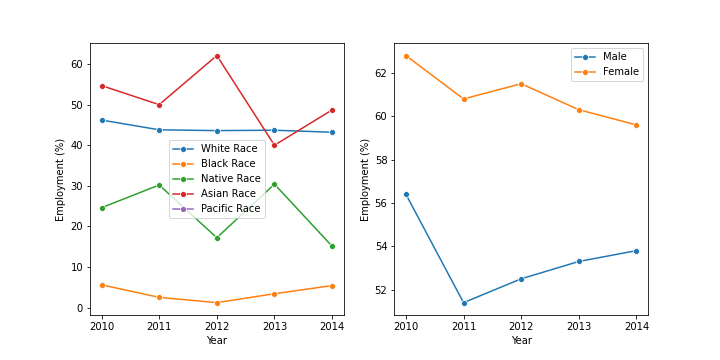 60
50
40
30
20
10
0
Employment (%)
White Race
Black Race
Native Race
Asian Race
Pacific Race
2010 2011 2012 2013 2014
Year
62
60
58
56
54
52
Employment (%)
Male
Female
2010 2011 2012 2013 2014
Year